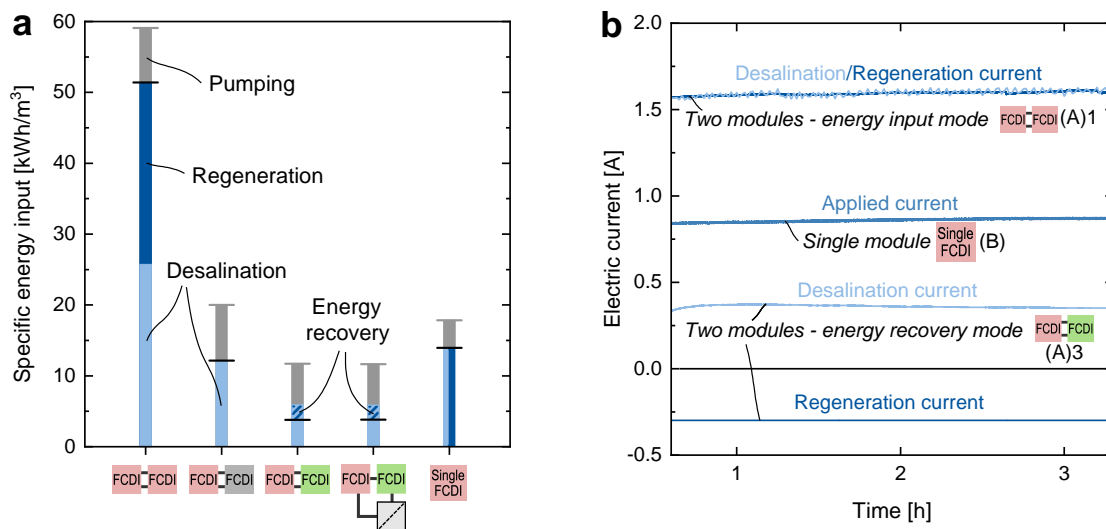 a
60
50
40
30
20
10
0
Specific energy input [kWh/m³]
Pumping
Regeneration
Desalination
Energy
recovery
FCDI FCDI
FCDI FCDI
FCDI FCDI
FCDI FCDI
Single
FCDI
b
2.0
1.5
1.0
0.5
0.0
-0.5
Electric current [A]
Desalination/Regeneration current
Two modules - energy input mode FCDI FCDI (A)1
Applied current
Single module Single FCDI (B)
Desalination current
Two modules - energy recovery mode FCDI FCDI
(A)3
Regeneration current
1 2 3
Time [h]